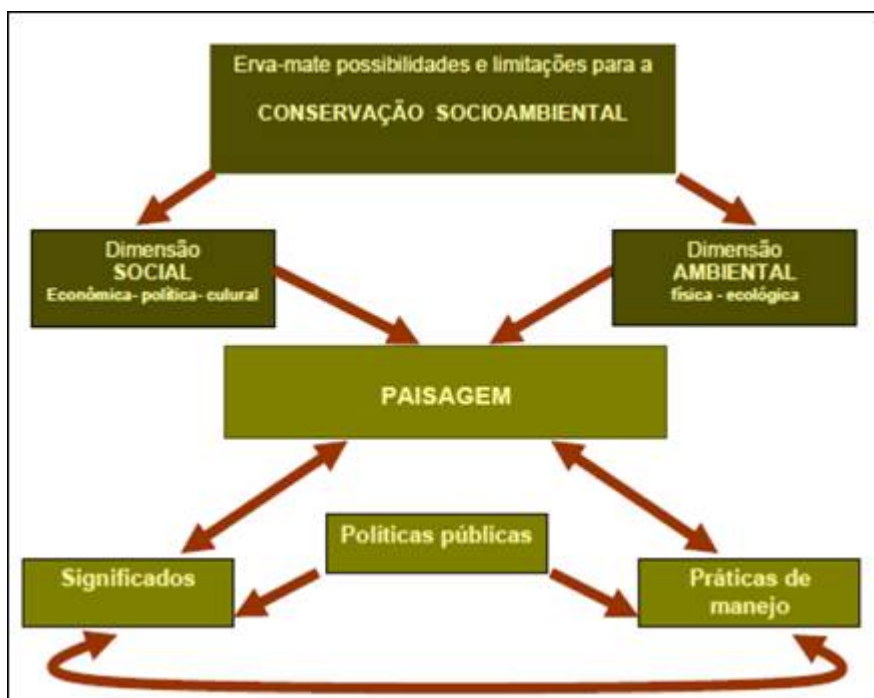 Erva-mate possibilidades e limitações para a
CONSERVAÇÃO SOCIOAMBIENTAL
Dimensão
SOCIAL
Econômica- política- culural
Dimensão
AMBIENTAL
física - ecológica
PAISAGEM
Políticas públicas
Significados
Práticas de
manejo